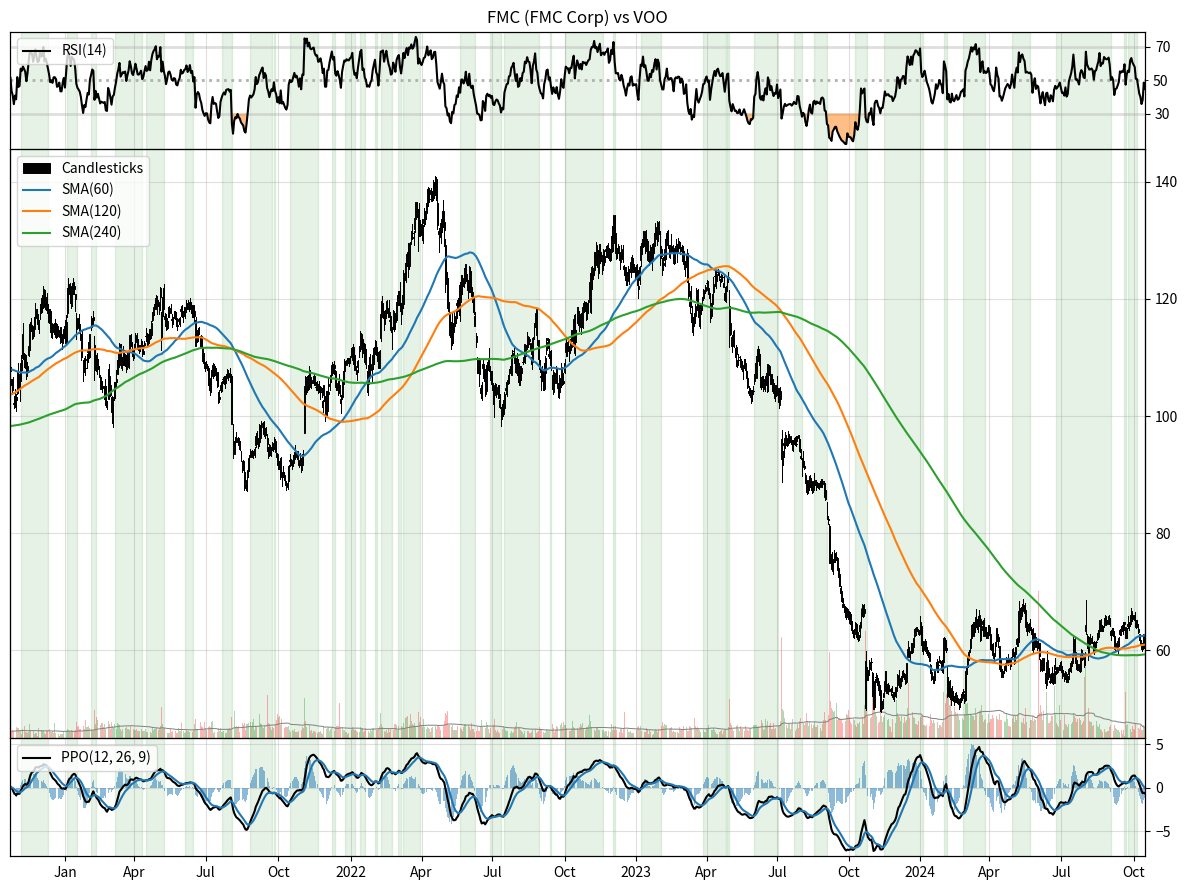 FMC (FMC Corp) vs VOO
RSI(14)
70
50
30
Candlesticks
SMA(60)
SMA(120)
SMA(240)
140
120
100
80
60
PPO(12, 26, 9)
5
0
−5
Jan Apr Jul Oct 2022 Apr Jul Oct 2023 Apr Jul Oct 2024 Apr Jul Oct